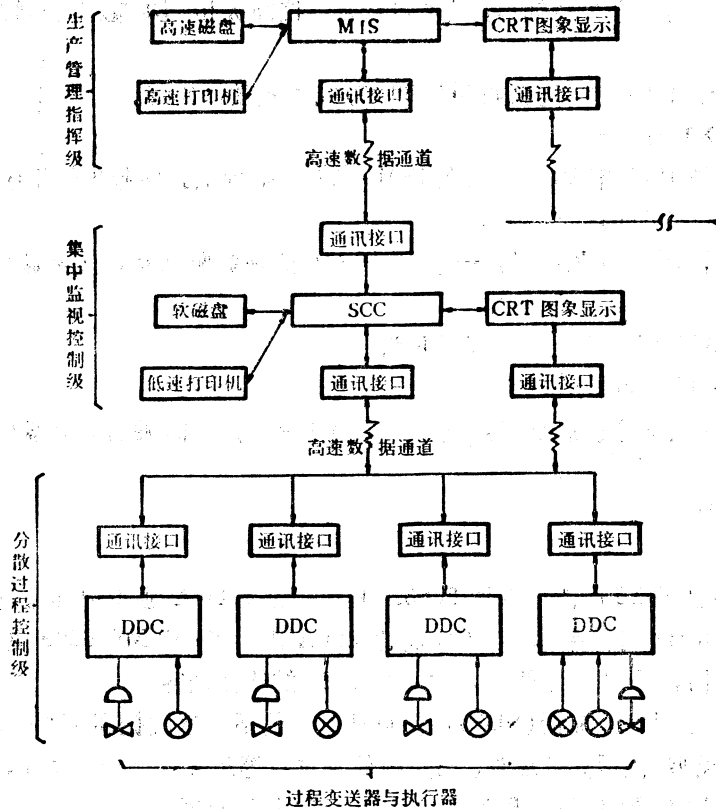 生产管理指挥级
高速磁盘
MIS
CRT图象显示
高速打印机
通讯接口
通讯接口
高速数据通道
集中监视控制级
通讯接口
软磁盘
SCC
CRT 图象显示
低速打印机
通讯接口
通讯接口
高速数据通道
分散过程控制级
通讯接口
通讯接口
通讯接口
通讯接口
DDC
DDC
DDC
DDC
过程变送器与执行器